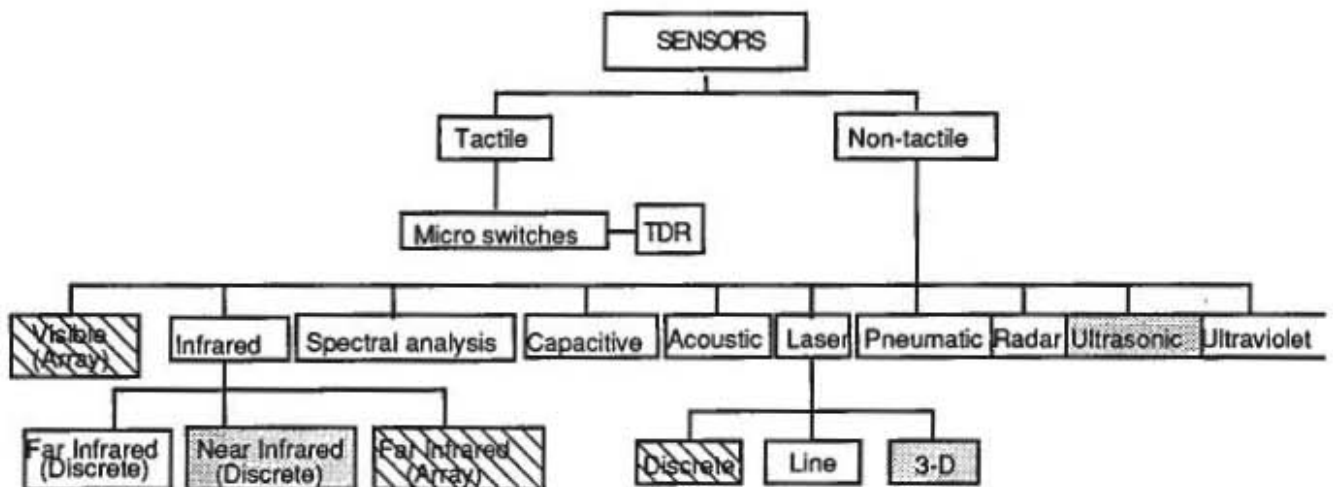 SENSORS
Tactile
Non-tactile
Micro switches
TDR
Visible
(Array)
Infrared
Spectral analysis
Capacitive
Acoustic
Laser
Pneumatic
Radar
Ultrasonic
Ultraviolet
Far Infrared
(Discrete)
Near Infrared
(Discrete)
Far Infrared
(Array)
Discrete
Line
3-D